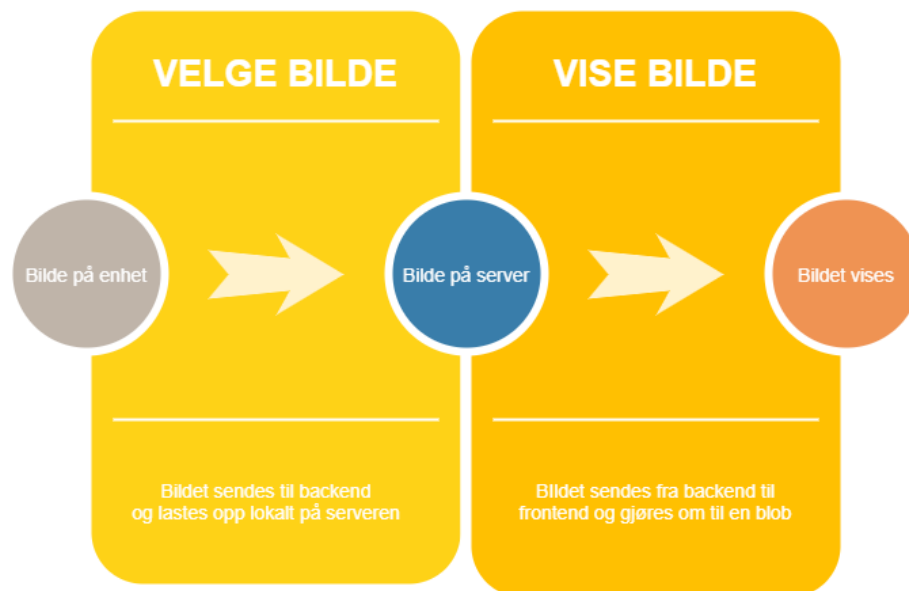 VELGE BILDE
VISE BILDE
Bilde på enhet
Bilde på server
Bildet vises
Bildet sendes til backend
og lastes opp lokalt på serveren
BIldet sendes fra backend til
frontend og gjøres om til en blob